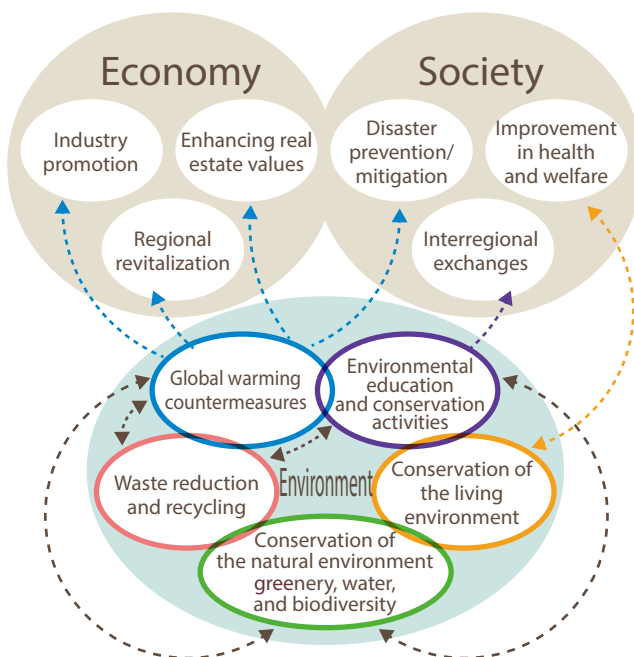 Economy
Society
Industry
promotion
Enhancing real
estate values
Regional
revitalization
Disaster
prevention/
mitigation
Improvement
in health
and welfare
Interregional
exchanges
Global warming
countermeasures
Environmental
education
and conservation
activities
Waste reduction
and recycling
Environment
Conservation of
the living
environment
Conservation of
the natural environment
greenery, water,
and biodiversity